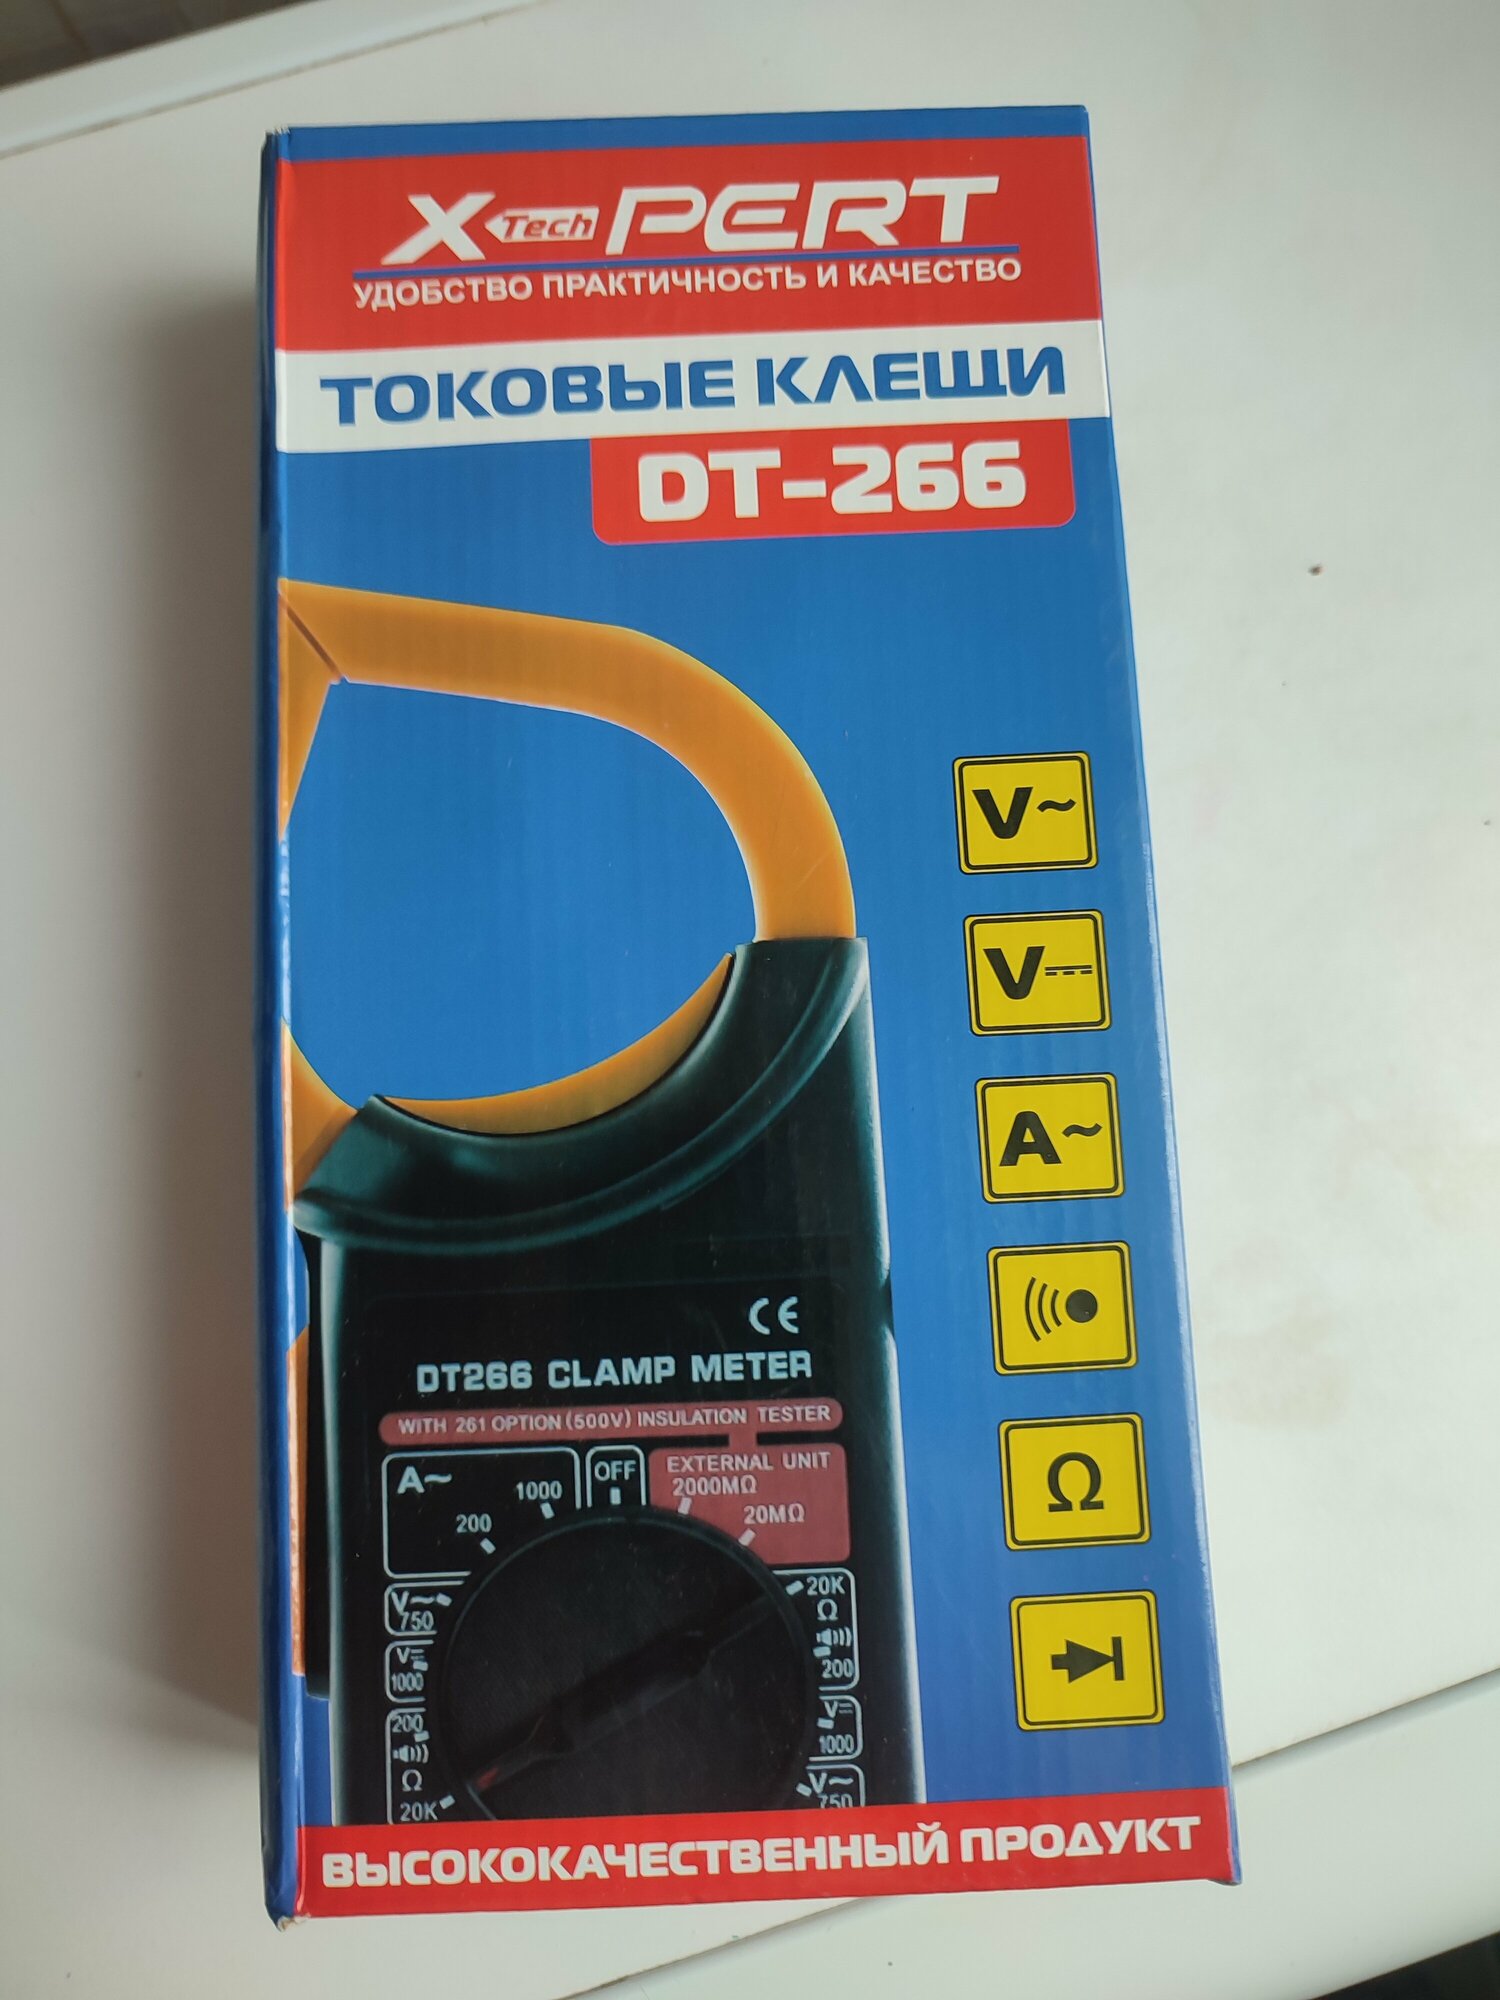 X-Tech PERT
УДОБСТВО ПРАКТИЧНОСТЬ И КАЧЕСТВО
ТОКОВЫЕ КЛЕЩИ
DT-266
V~
V⎓
A~
Ω
CE
DT266 CLAMP METER
WITH 261 OPTION (500V) INSULATION TESTER
A~
1000
200
OFF
EXTERNAL UNIT
2000MΩ
20MΩ
V~
750
V⎓
1000
200
Ω
20K
20K
Ω
200
V⎓
1000
V~
750
ВЫСОКОКАЧЕСТВЕННЫЙ ПРОДУКТ